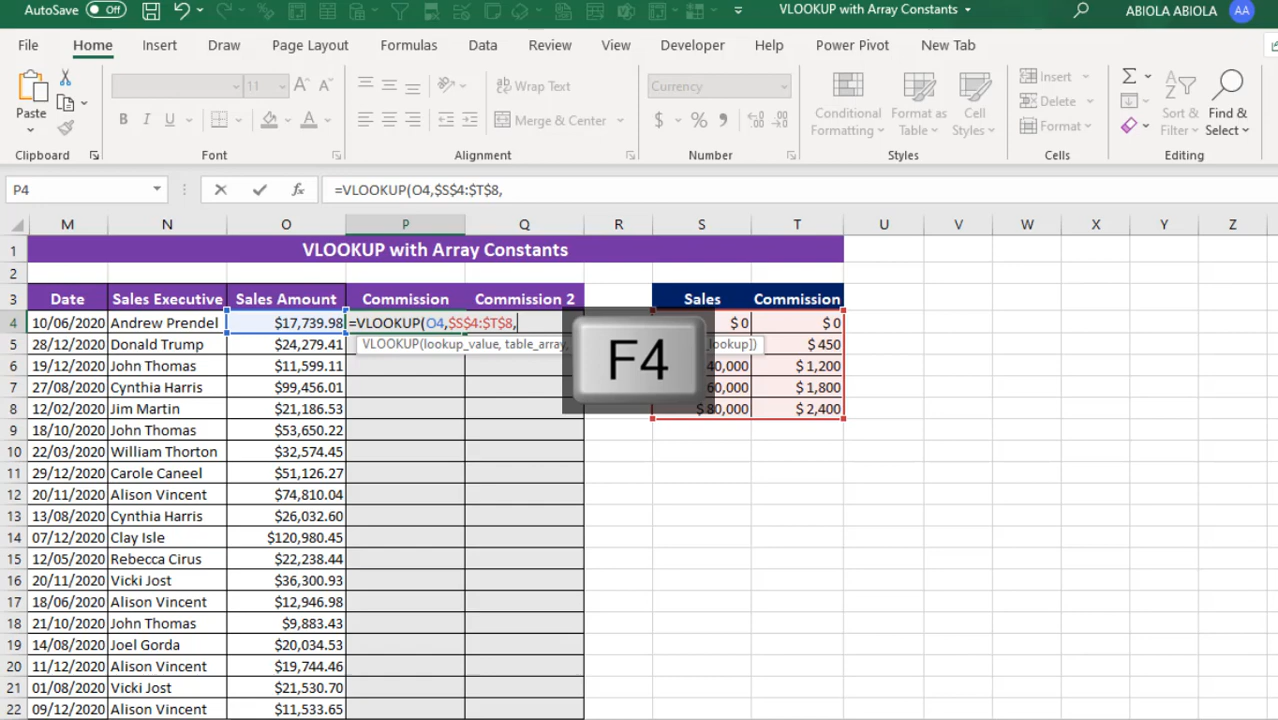 AutoSave Off VLOOKUP with Array Constants ABIOLA ABIOLA AA
File Home Insert Draw Page Layout Formulas Data Review View Developer Help Power Pivot New Tab
Paste
11
B I U
Wrap Text
Merge & Center
Currency
$ % 9
Conditional Formatting
Format as Table
Cell Styles
Insert
Delete
Format
Sort & Filter
Find & Select
Clipboard Font Alignment Number Styles Cells Editing
P4 fx =VLOOKUP(O4,$S$4:$T$8,
M N O P Q R S T U V W X Y Z
1 VLOOKUP with Array Constants
2
3 Date Sales Executive Sales Amount Commission Commission 2 Sales Commission
4 10/06/2020 Andrew Prendel $17,739.98 =VLOOKUP(O4,$S$4:$T$8, $ 0 $ 0
VLOOKUP(lookup_value, table_array, _lookup])
F4
5 28/12/2020 Donald Trump $24,279.41 $ 450
6 19/12/2020 John Thomas $11,599.11 40,000 $ 1,200
7 27/08/2020 Cynthia Harris $99,456.01 60,000 $ 1,800
8 12/02/2020 Jim Martin $21,186.53 $ 80,000 $ 2,400
9 18/10/2020 John Thomas $53,650.22
10 22/03/2020 William Thorton $32,574.45
11 29/12/2020 Carole Caneel $51,126.27
12 20/11/2020 Alison Vincent $74,810.04
13 13/08/2020 Cynthia Harris $26,032.60
14 07/12/2020 Clay Isle $120,980.45
15 12/05/2020 Rebecca Cirus $22,238.44
16 20/11/2020 Vicki Jost $36,300.93
17 18/06/2020 Alison Vincent $12,946.98
18 21/10/2020 John Thomas $9,883.43
19 14/08/2020 Joel Gorda $20,034.53
20 11/12/2020 Alison Vincent $19,744.46
21 01/08/2020 Vicki Jost $21,530.70
22 09/12/2020 Alison Vincent $11,533.65